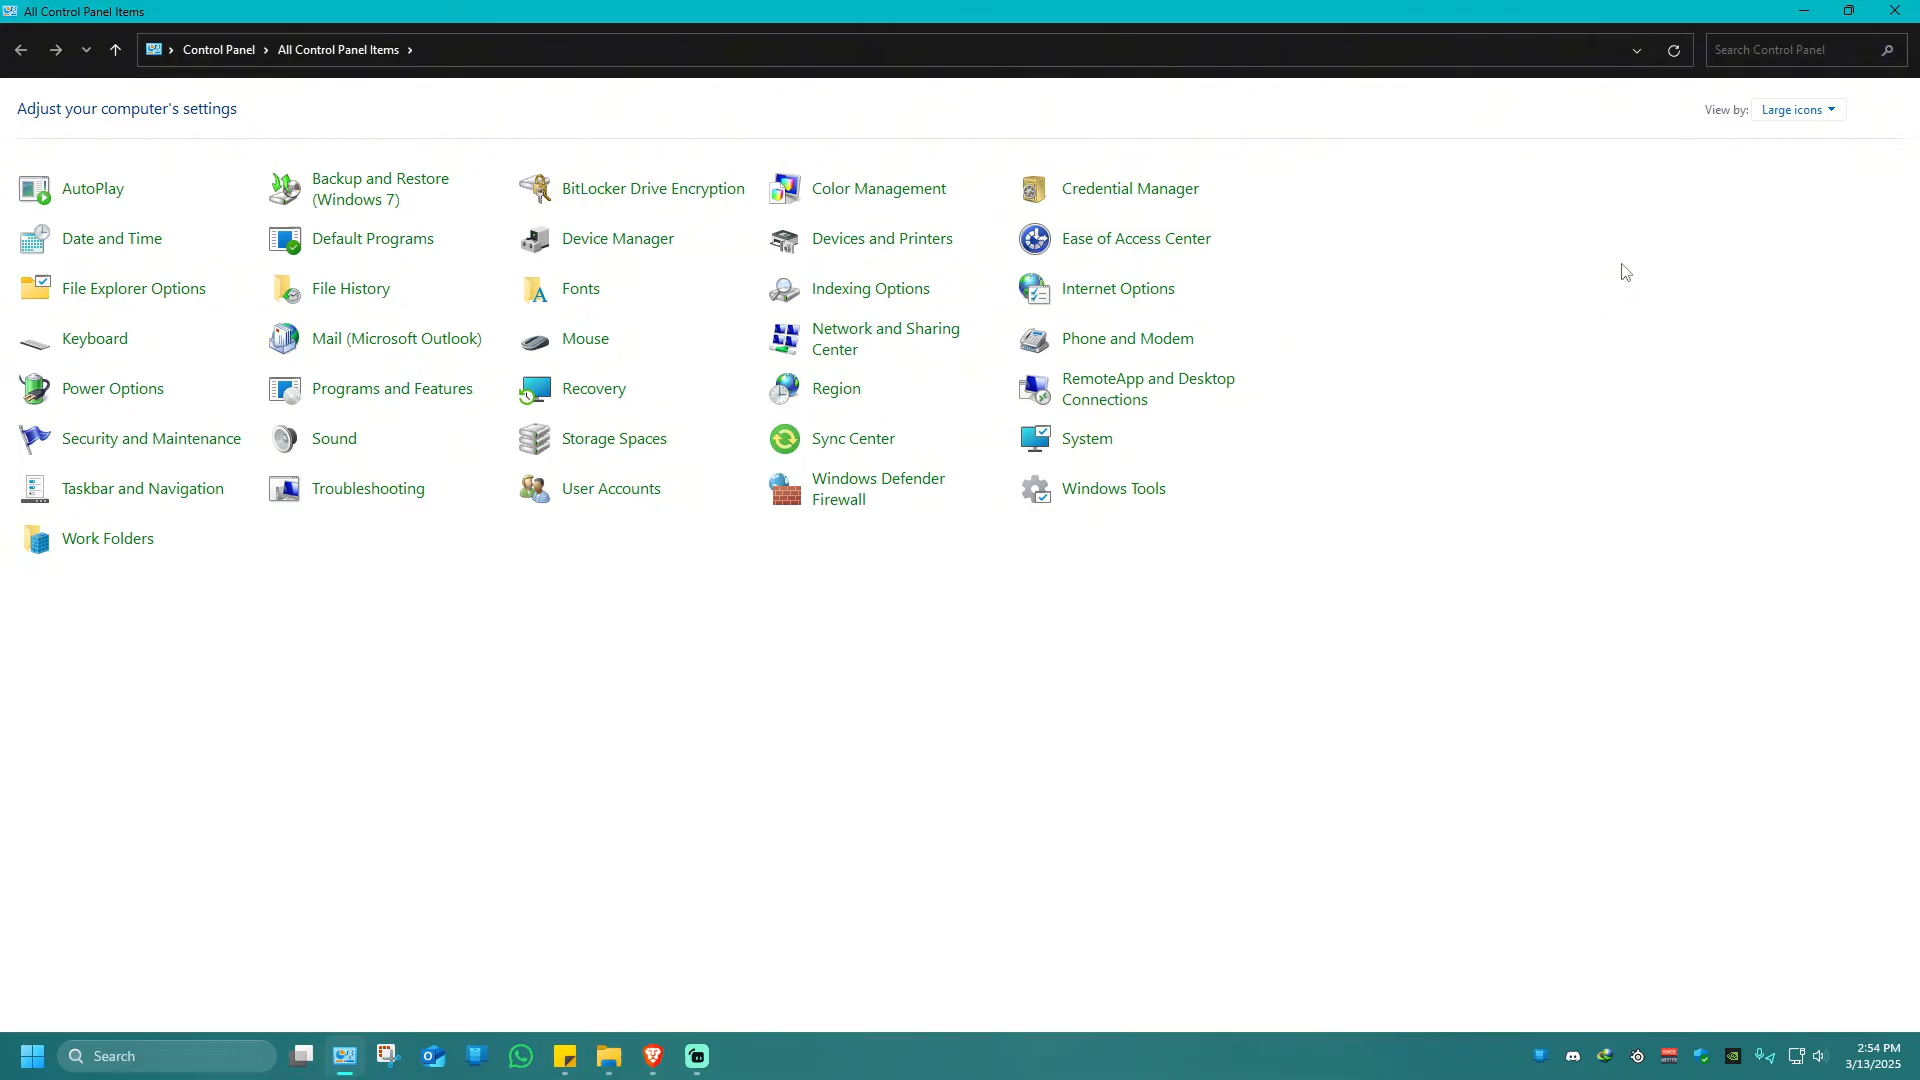 All Control Panel Items
Control Panel
All Control Panel Items
Search Control Panel
Adjust your computer's settings
View by:
Large icons
AutoPlay
Backup and Restore
(Windows 7)
BitLocker Drive Encryption
Color Management
Credential Manager
Date and Time
Default Programs
Device Manager
Devices and Printers
Ease of Access Center
File Explorer Options
File History
Fonts
Indexing Options
Internet Options
Keyboard
Mail (Microsoft Outlook)
Mouse
Network and Sharing
Center
Phone and Modem
Power Options
Programs and Features
Recovery
Region
RemoteApp and Desktop
Connections
Security and Maintenance
Sound
Storage Spaces
Sync Center
System
Taskbar and Navigation
Troubleshooting
User Accounts
Windows Defender
Firewall
Windows Tools
Work Folders
Search
2:54 PM
3/13/2025